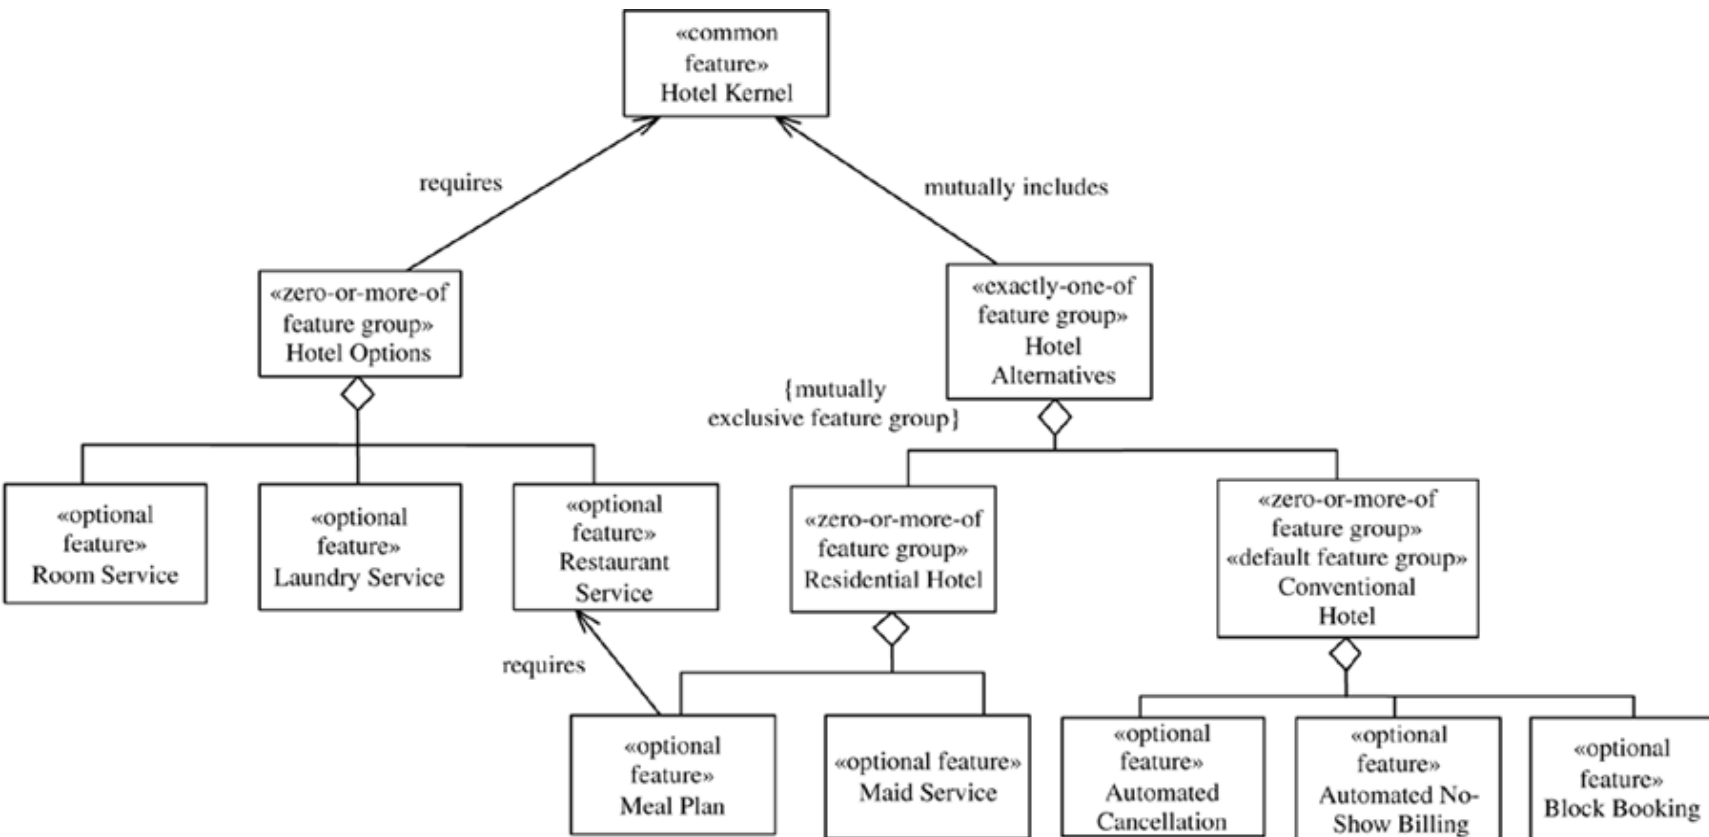 «common
feature»
Hotel Kernel
requires
mutually includes
«zero-or-more-of
feature group»
Hotel Options
«exactly-one-of
feature group»
Hotel
Alternatives
{mutually
exclusive feature group}
«optional
feature»
Room Service
«optional
feature»
Laundry Service
«optional
feature»
Restaurant
Service
«zero-or-more-of
feature group»
Residential Hotel
«zero-or-more-of
feature group»
«default feature group»
Conventional
Hotel
requires
«optional
feature»
Meal Plan
«optional feature»
Maid Service
«optional
feature»
Automated
Cancellation
«optional
feature»
Automated No-
Show Billing
«optional
feature»
Block Booking